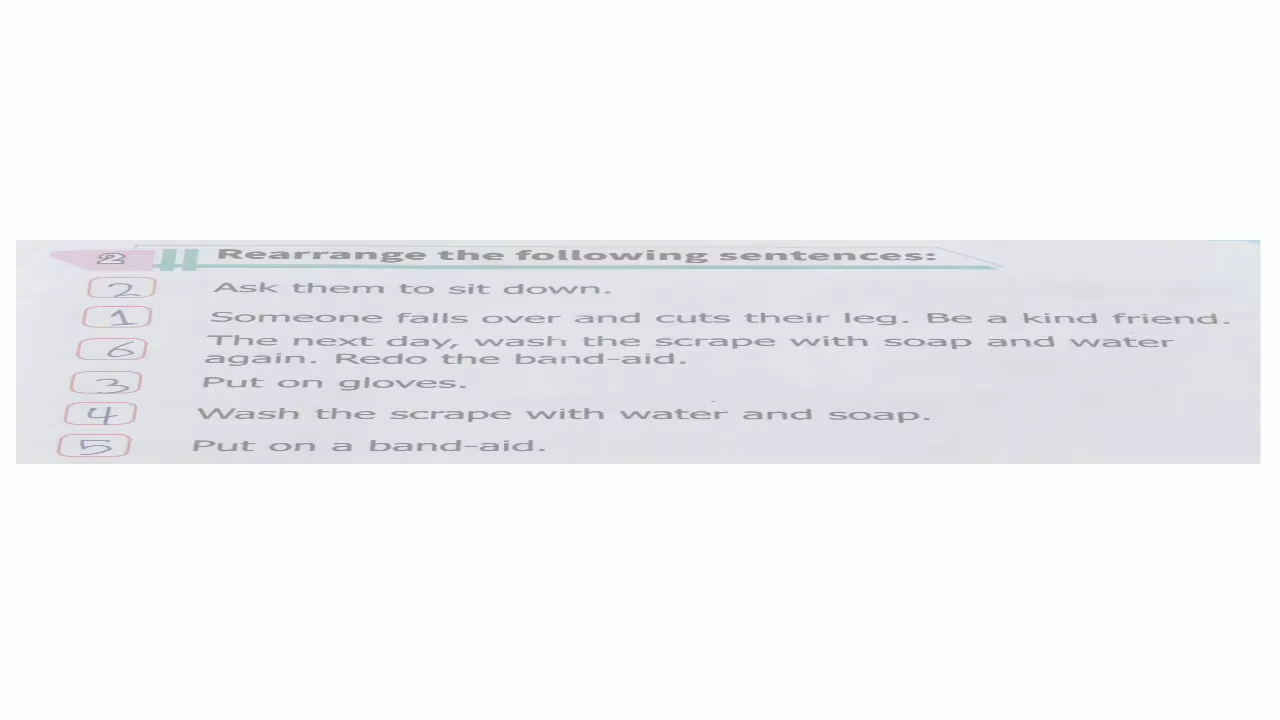 2 Rearrange the following sentences:
2 Ask them to sit down.
1 Someone falls over and cuts their leg. Be a kind friend.
6 The next day, wash the scrape with soap and water
again. Redo the band-aid.
3 Put on gloves.
4 Wash the scrape with water and soap.
5 Put on a band-aid.